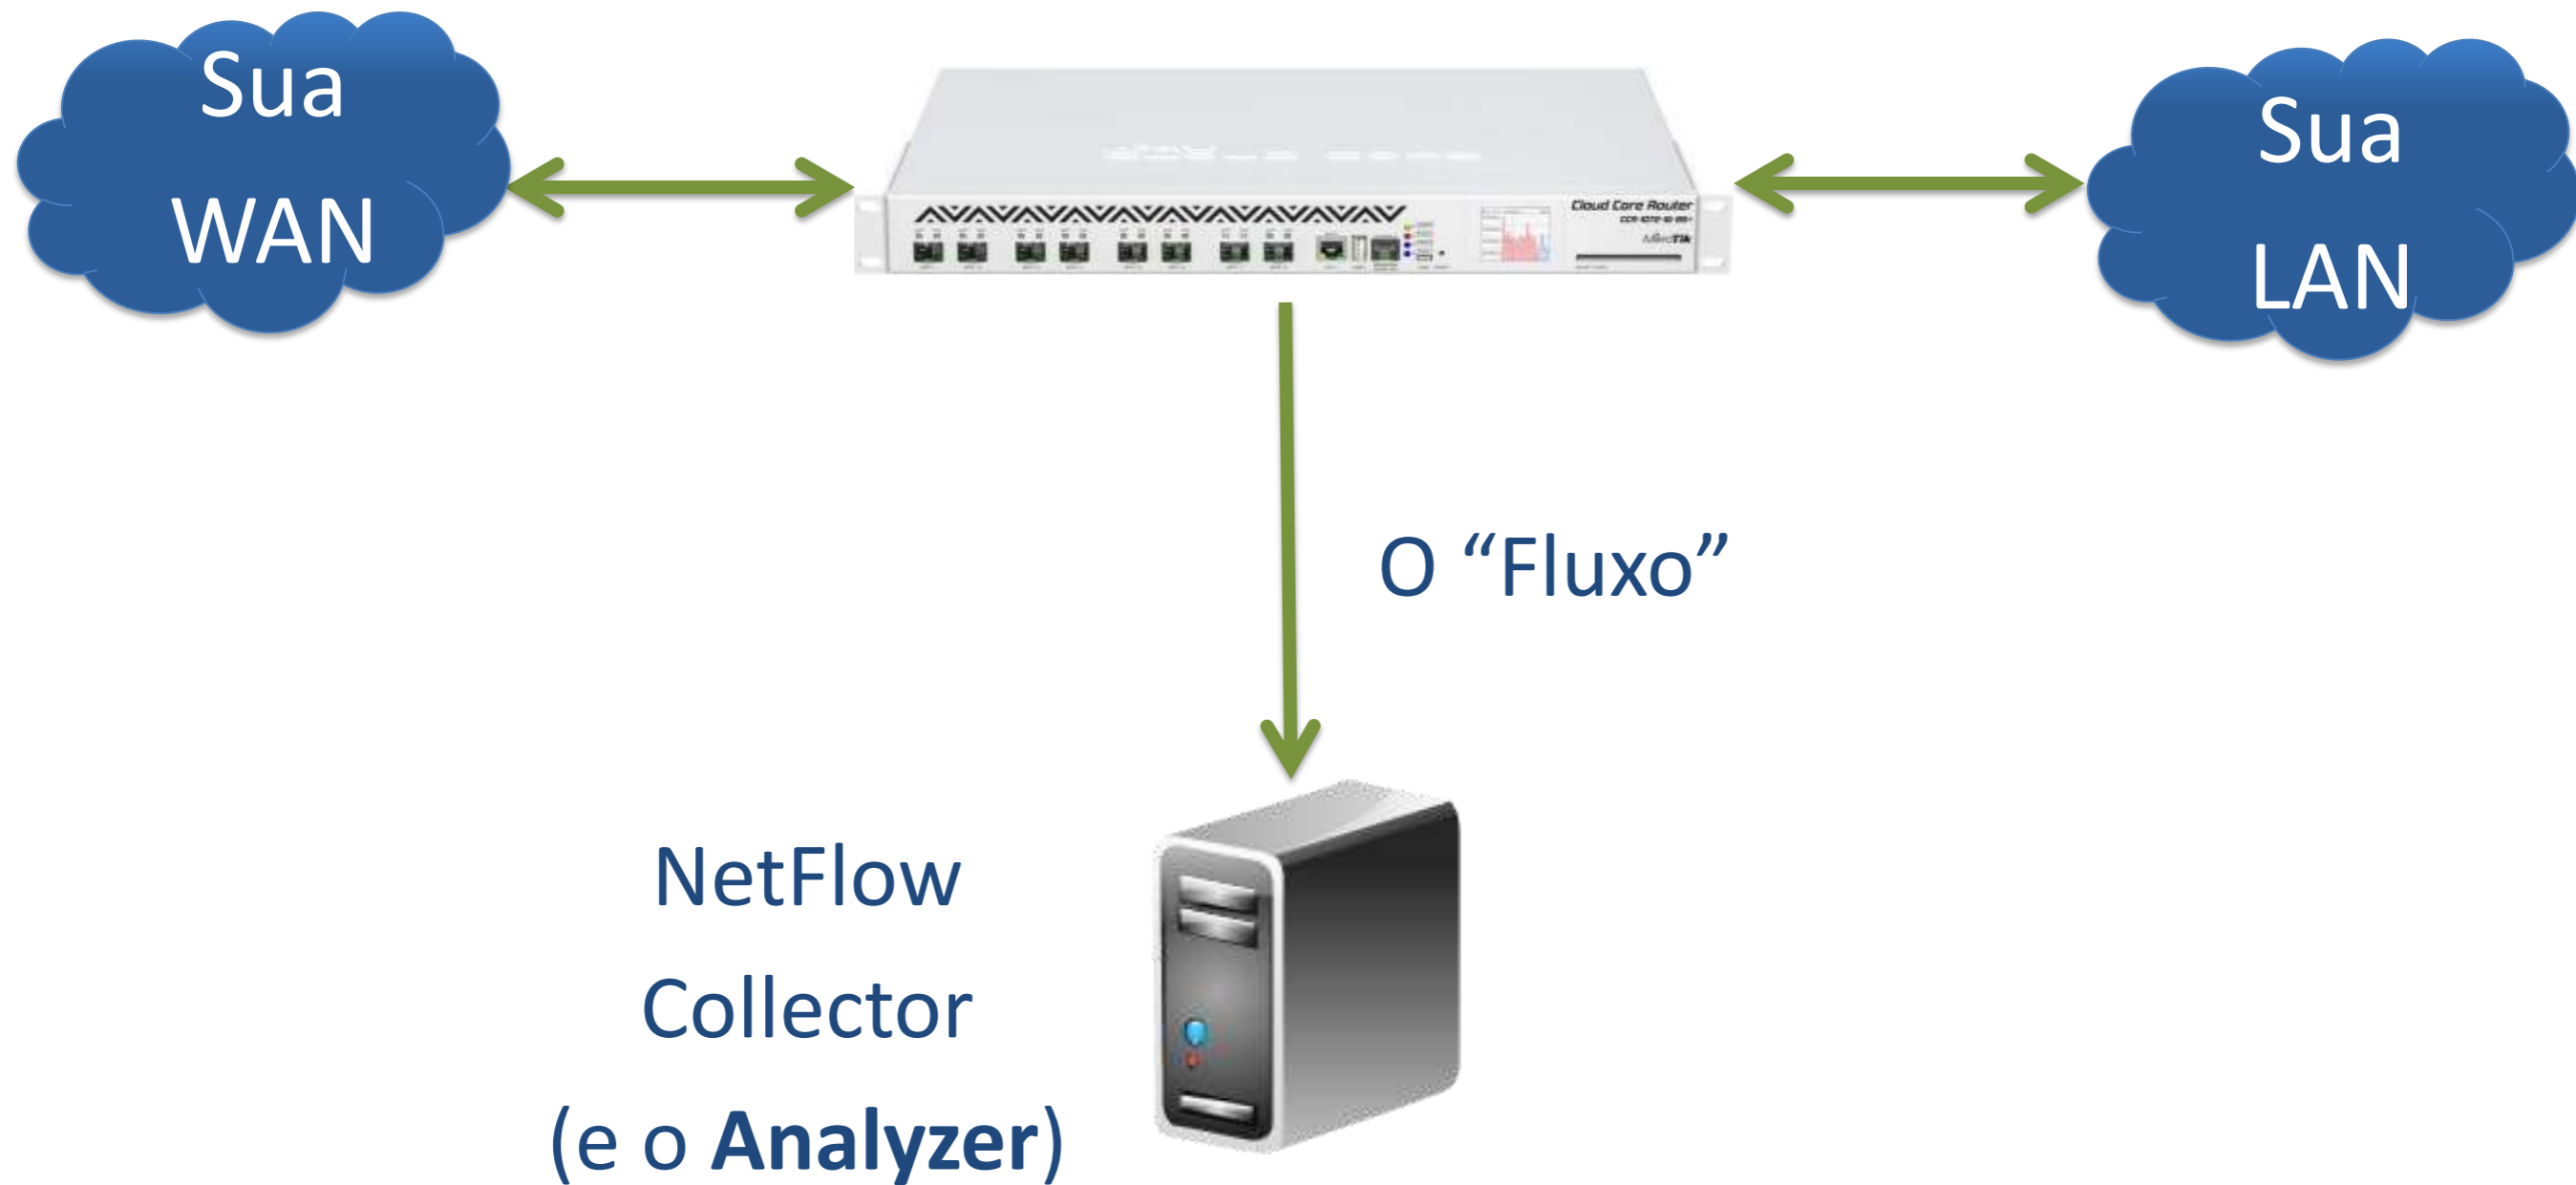 Sua
WAN
Cloud Core Router
MikroTik
Sua
LAN
O “Fluxo”
NetFlow
Collector
(e o Analyzer)